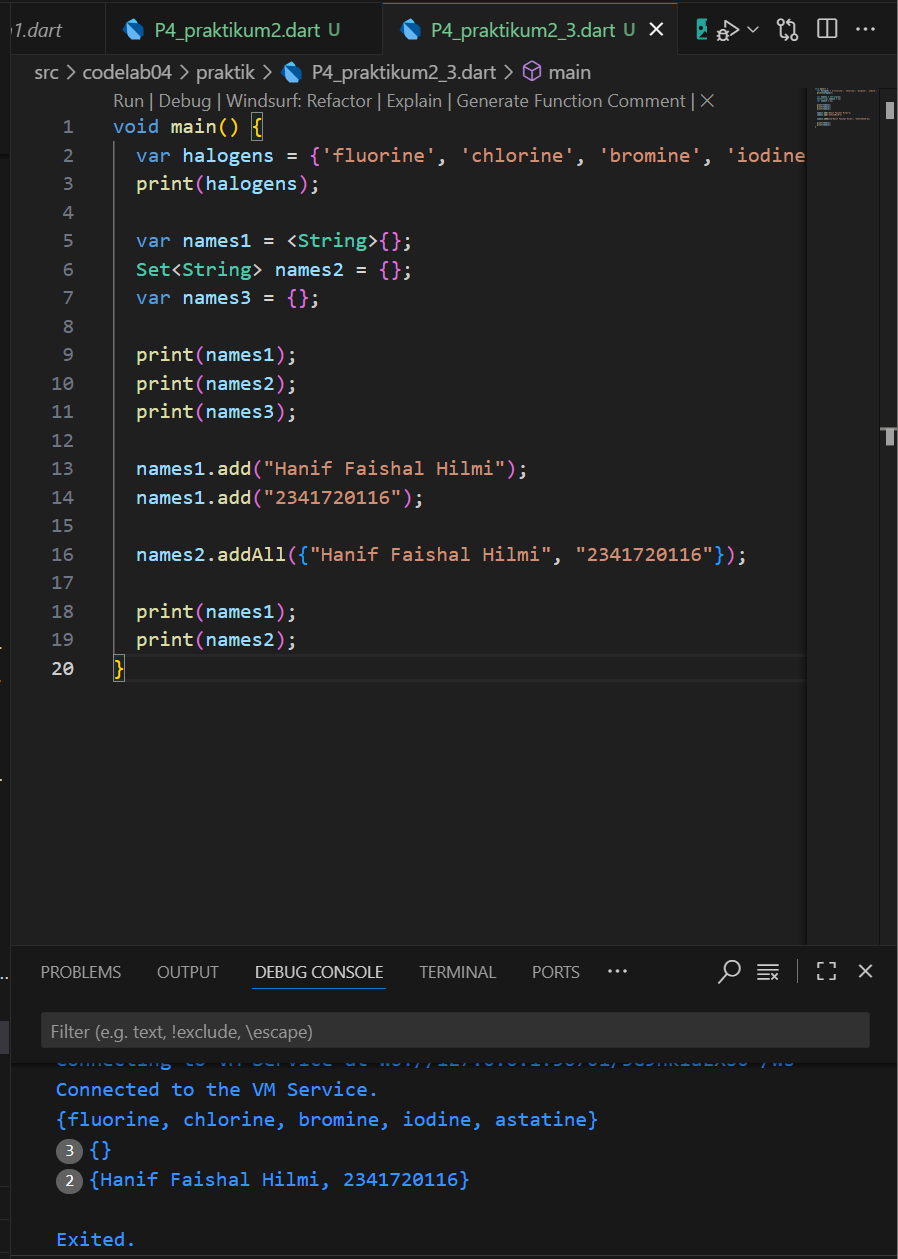 1.dart P4_praktikum2.dart U P4_praktikum2_3.dart U
src > codelab04 > praktik > P4_praktikum2_3.dart > main
Run | Debug | Windsurf: Refactor | Explain | Generate Function Comment | ×
1 void main() {
2 var halogens = {'fluorine', 'chlorine', 'bromine', 'iodine
3 print(halogens);
4
5 var names1 = <String>{};
6 Set<String> names2 = {};
7 var names3 = {};
8
9 print(names1);
10 print(names2);
11 print(names3);
12
13 names1.add("Hanif Faishal Hilmi");
14 names1.add("2341720116");
15
16 names2.addAll({"Hanif Faishal Hilmi", "2341720116"});
17
18 print(names1);
19 print(names2);
20 }
PROBLEMS OUTPUT DEBUG CONSOLE TERMINAL PORTS ...
Filter (e.g. text, !exclude, \escape)
Connecting to VM Service at
Connected to the VM Service.
{fluorine, chlorine, bromine, iodine, astatine}
3 {}
2 {Hanif Faishal Hilmi, 2341720116}
Exited.